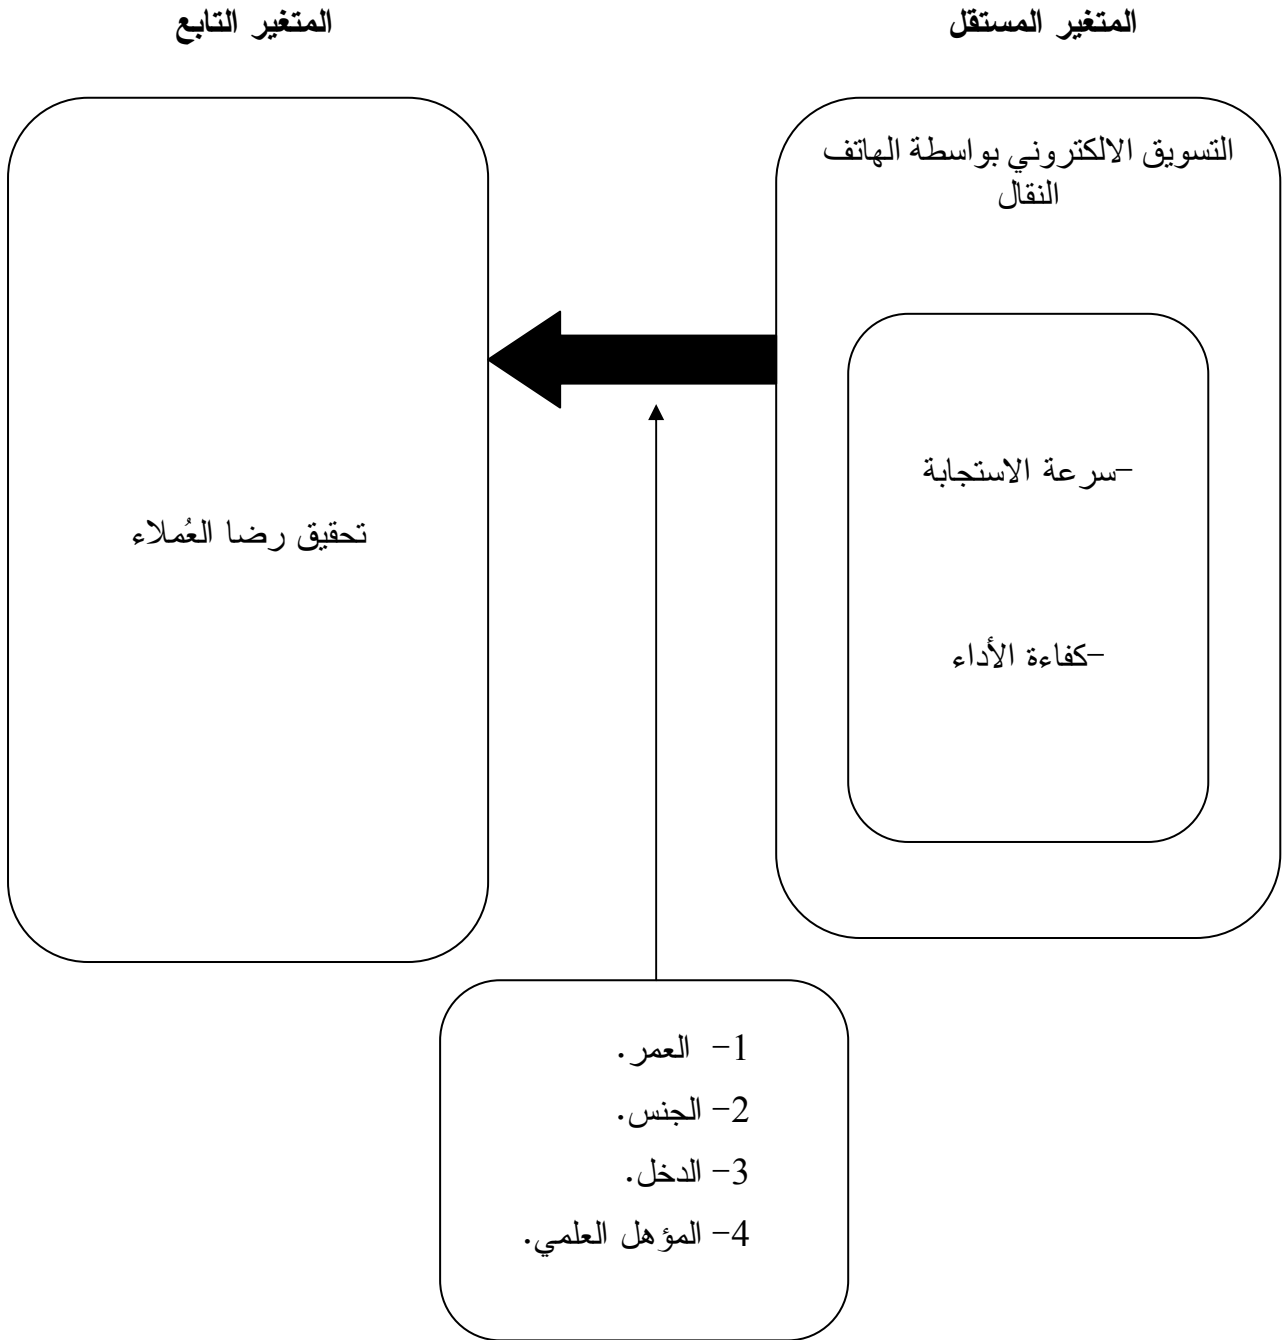 المتغير المستقل
المتغير التابع
التسويق الالكتروني بواسطة الهاتف
النقال
-سرعة الاستجابة
-كفاءة الأداء
تحقيق رضا العُملاء
1- العمر.
2- الجنس.
3- الدخل.
4- المؤهل العلمي.